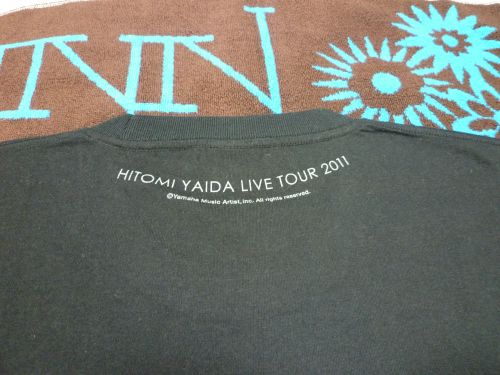 HITOMI YAIDA LIVE TOUR 2011
©Yamaha Music Artist, Inc. All rights reserved.